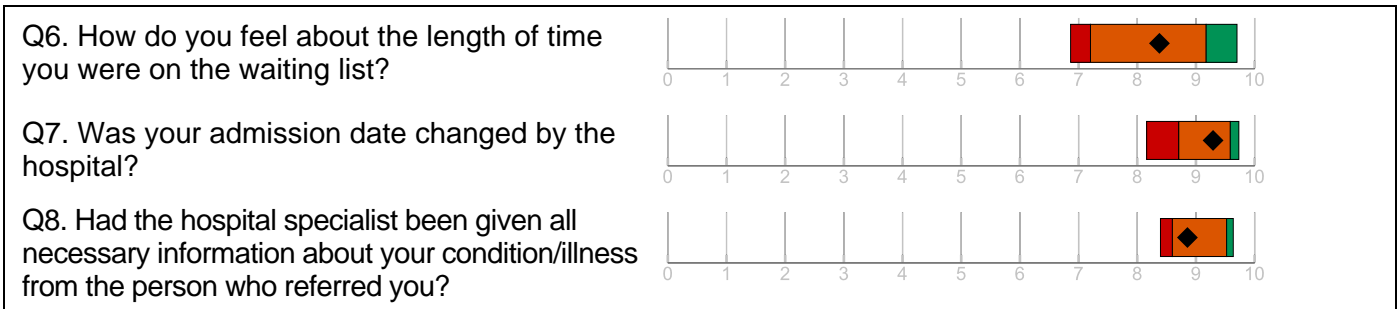 Q6. How do you feel about the length of time
you were on the waiting list?
0 1 2 3 4 5 6 7 8 9 10
Q7. Was your admission date changed by the
hospital?
0 1 2 3 4 5 6 7 8 9 10
Q8. Had the hospital specialist been given all
necessary information about your condition/illness
from the person who referred you?
0 1 2 3 4 5 6 7 8 9 10